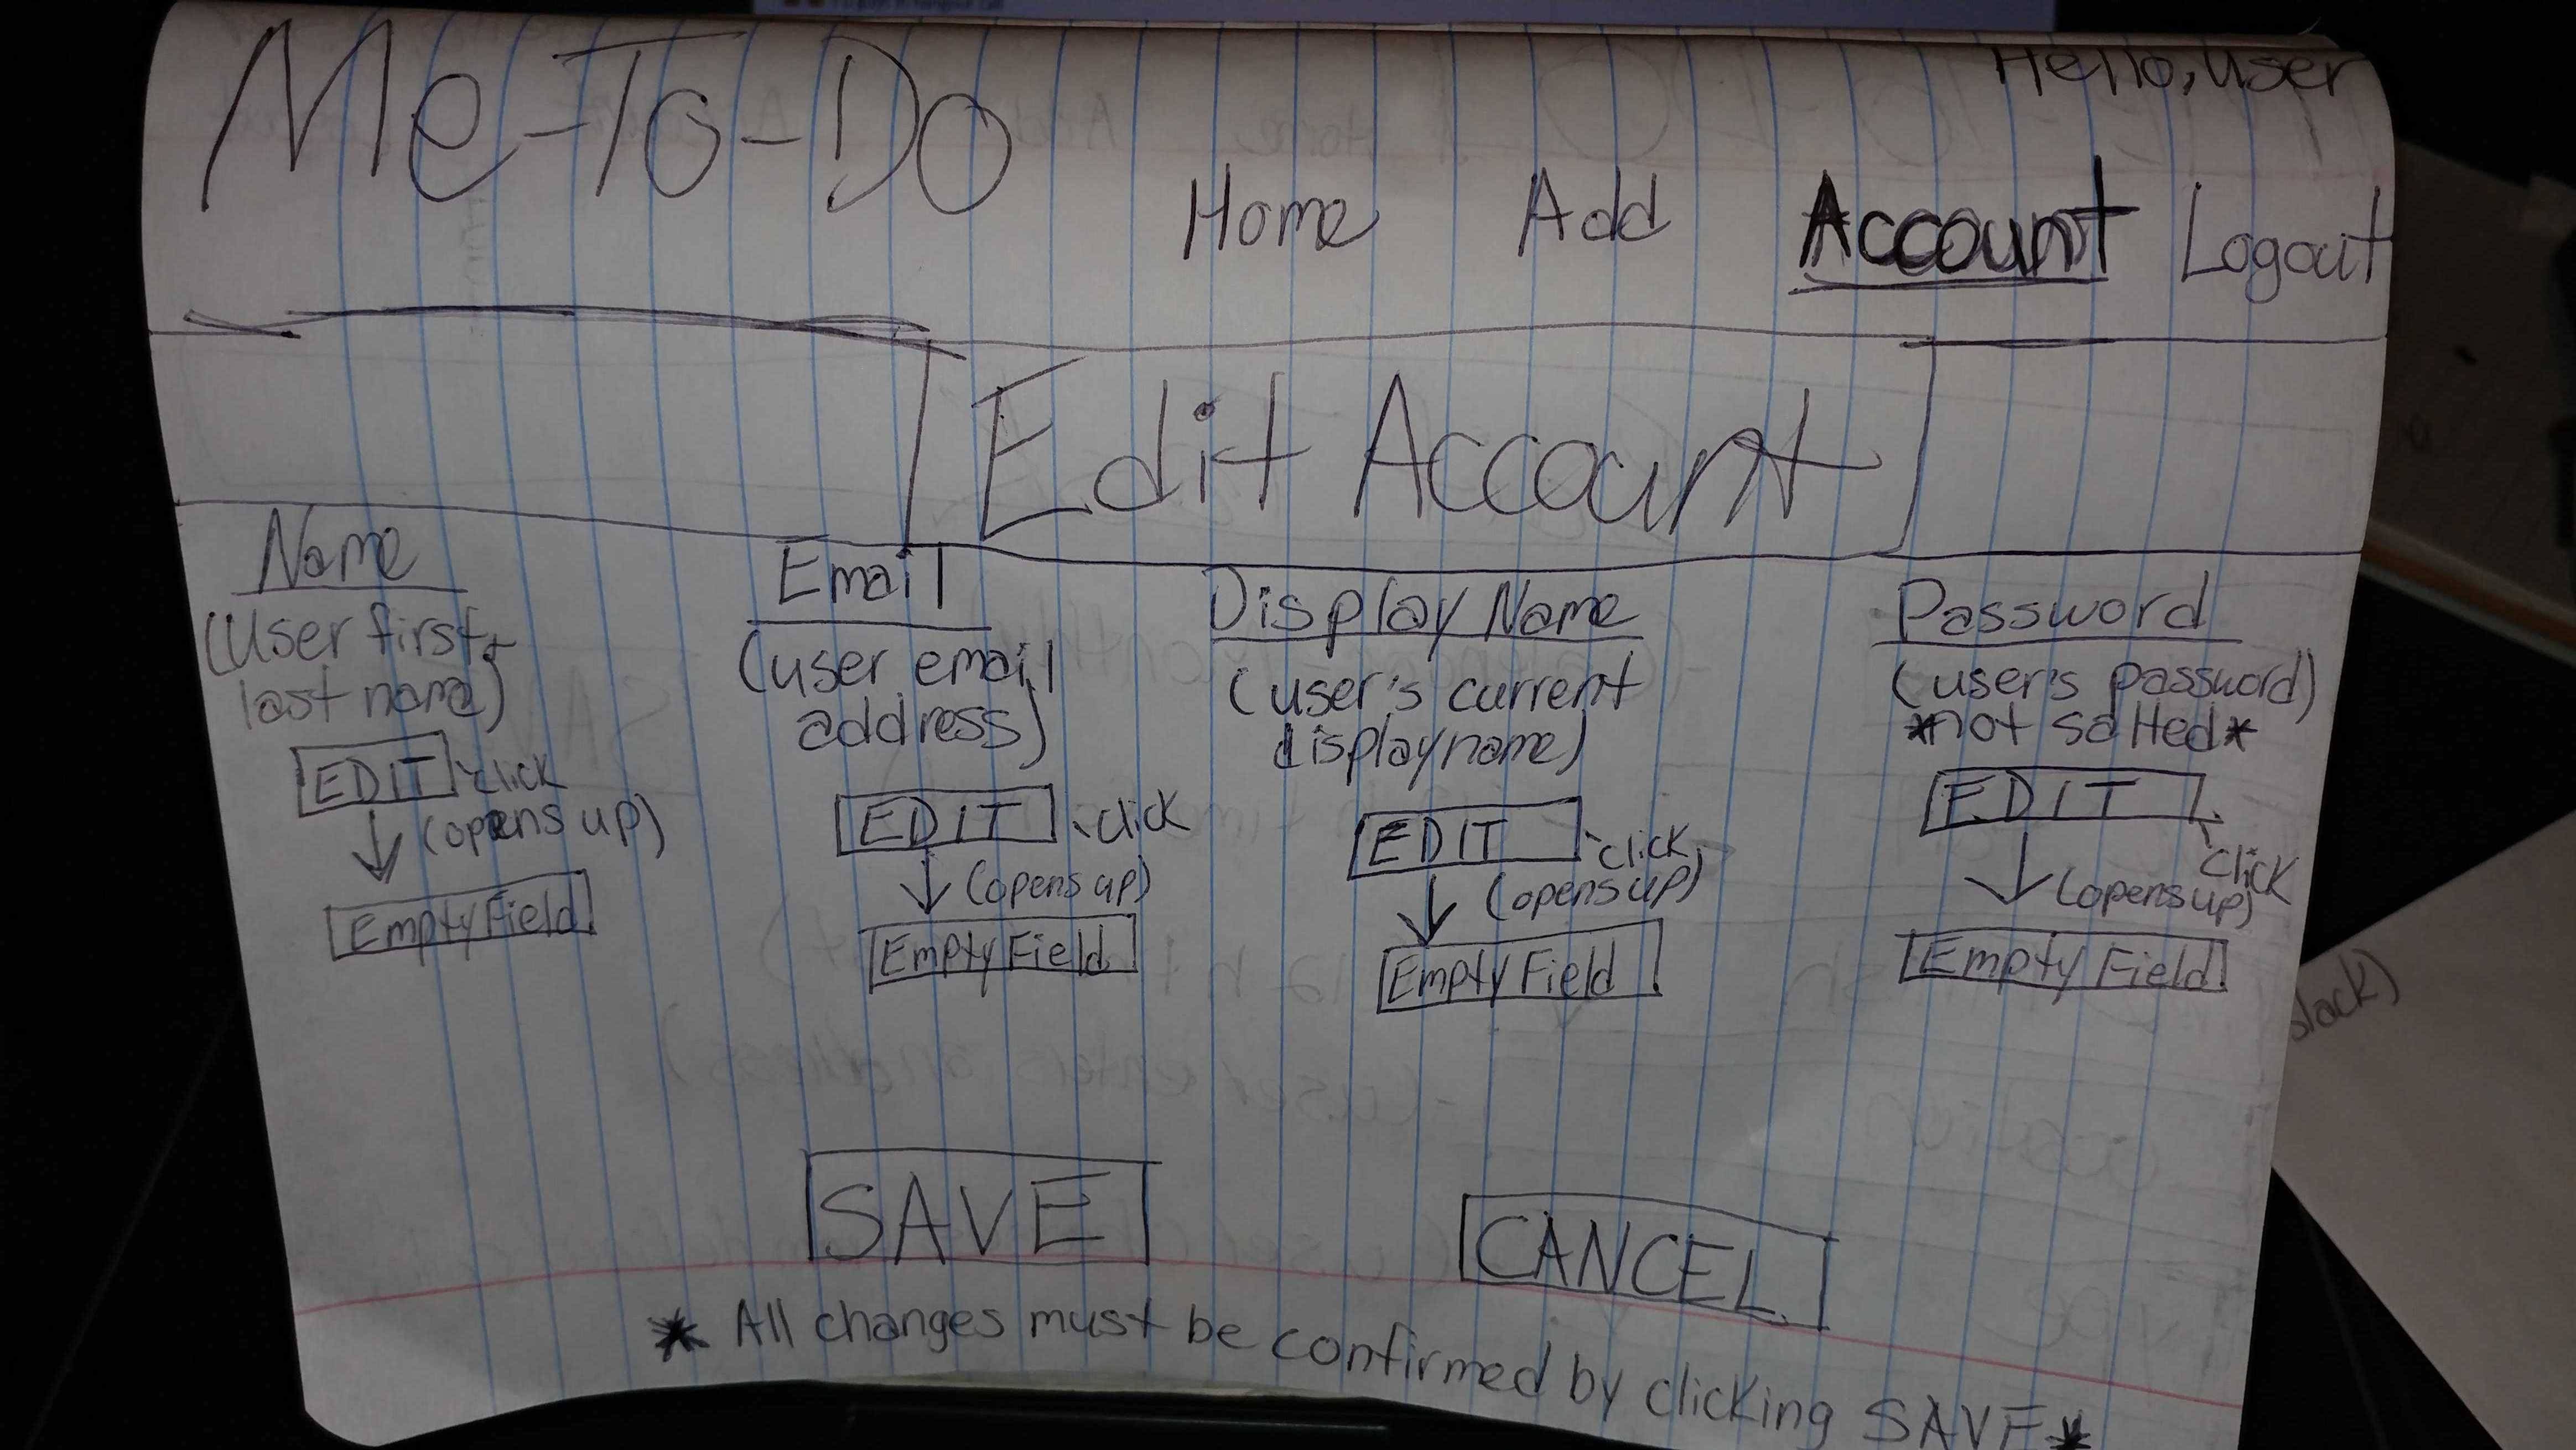 Hello, User
Me-To-Do
Home Add Account Logout
Edit Account
Name
(User first +
last name)
EDIT click
(opens up)
Empty Field
Email
(user email
address)
EDIT click
(opens up)
Empty Field
Display Name
(user's current
display name)
EDIT click
(opens up)
Empty Field
Password
(user's password)
*not salted*
EDIT
click
(opens up)
Empty Field
SAVE CANCEL
* All changes must be confirmed by clicking SAVE*
slack)